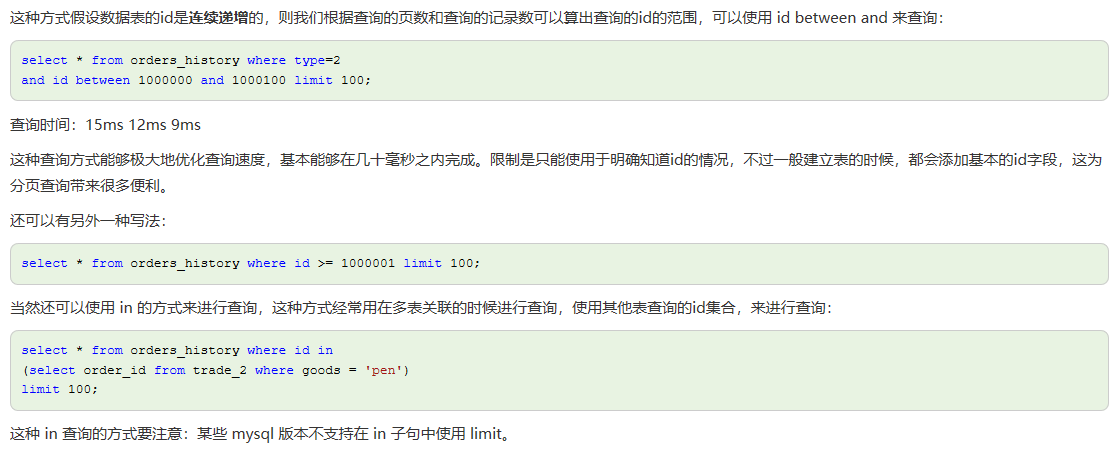 这种方式假设数据表的id是连续递增的，则我们根据查询的页数和查询的记录数可以算出查询的id的范围，可以使用 id between and 来查询：
select * from orders_history where type=2
and id between 1000000 and 1000100 limit 100;
查询时间：15ms 12ms 9ms
这种查询方式能够极大地优化查询速度，基本能够在几十毫秒之内完成。限制是只能使用于明确知道id的情况，不过一般建立表的时候，都会添加基本的id字段，这为
分页查询带来很多便利。
还可以有另外一种写法：
select * from orders_history where id >= 1000001 limit 100;
当然还可以使用 in 的方式来进行查询，这种方式经常用在多表关联的时候进行查询，使用其他表查询的id集合，来进行查询：
select * from orders_history where id in
(select order_id from trade_2 where goods = 'pen')
limit 100;
这种 in 查询的方式要注意：某些 mysql 版本不支持在 in 子句中使用 limit。